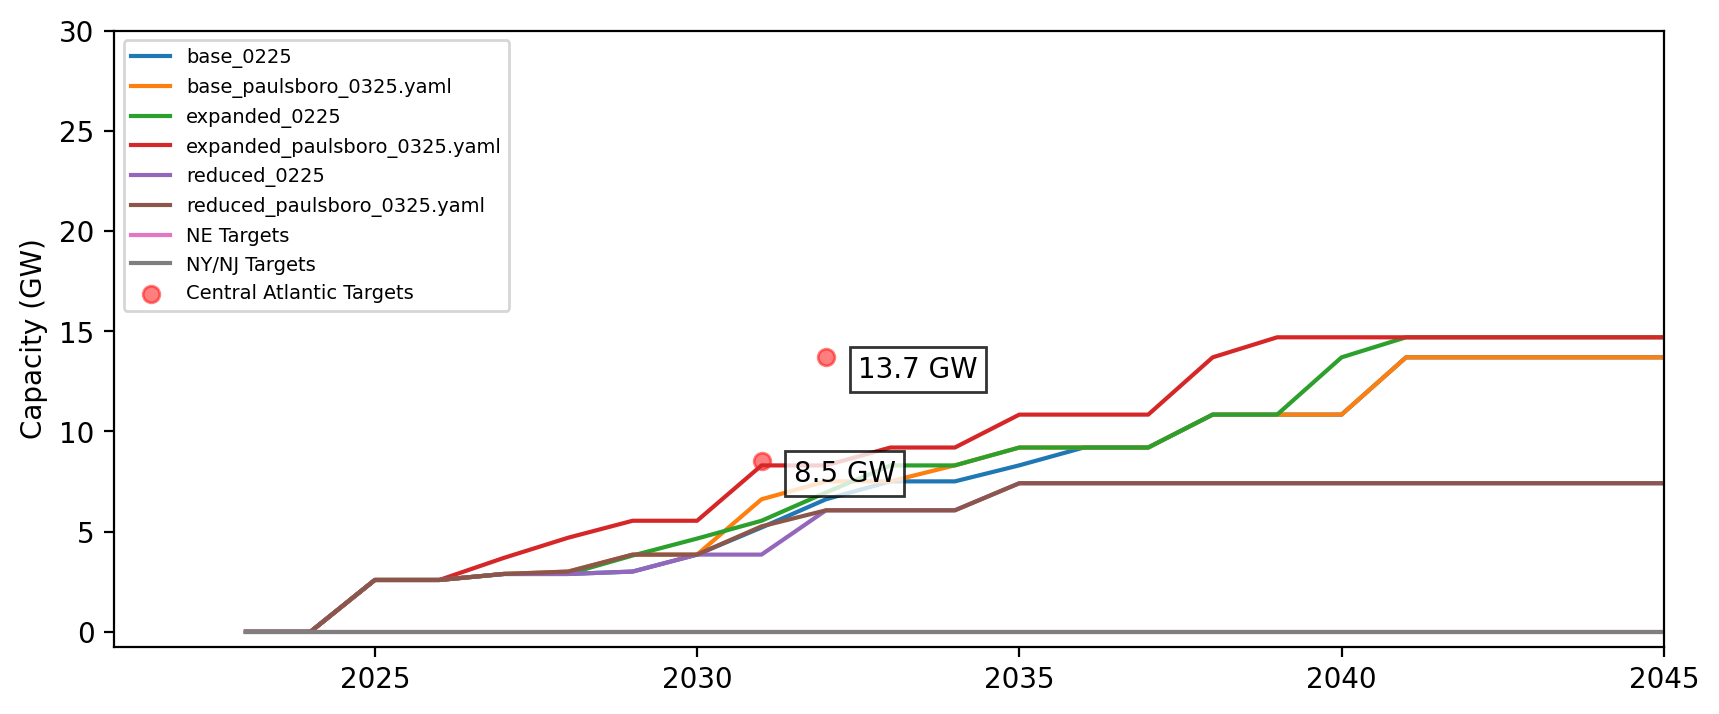 30
25
20
15
10
5
0
Capacity (GW)
base_0225
base_paulsboro_0325.yaml
expanded_0225
expanded_paulsboro_0325.yaml
reduced_0225
reduced_paulsboro_0325.yaml
NE Targets
NY/NJ Targets
Central Atlantic Targets
13.7 GW
8.5 GW
2025 2030 2035 2040 2045